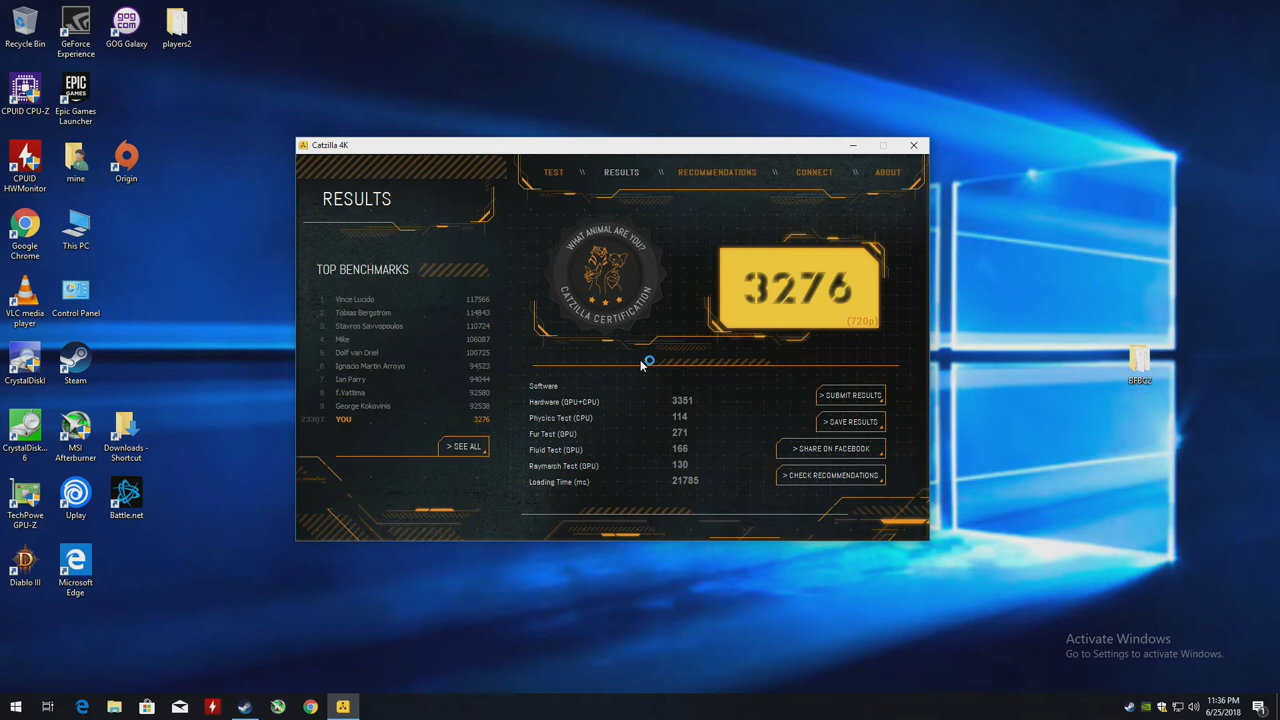 Recycle Bin
GeForce Experience
GOG Galaxy
players2
CPUID CPU-Z
Epic Games Launcher
CPUID HWMonitor
mine
Origin
Google Chrome
This PC
VLC media player
Control Panel
CrystalDiskI
Steam
CrystalDisk... 6
MSI Afterburner
Downloads - Shortcut
TechPowe GPU-Z
Uplay
Battle.net
Diablo III
Microsoft Edge
BFBC2
Catzilla 4K
TEST \\ RESULTS \\ RECOMMENDATIONS \\ CONNECT \\ ABOUT
RESULTS
TOP BENCHMARKS
1. Vince Lucido 117566
2. Tobias Bergstrom 114843
3. Stavros Savvopoulos 110724
4. Mike 106087
5. Dolf van Driel 100725
6. Ignacio Martin Arroyo 94523
7. Ian Parry 94044
8. f.Vattima 92580
9. George Kokovinis 92538
23307. YOU 3276
> SEE ALL
WHAT ANIMAL ARE YOU?
CATZILLA CERTIFICATION
3276
(720p)
Software
Hardware (GPU+CPU) 3351
Physics Test (CPU) 114
Fur Test (GPU) 271
Fluid Test (GPU) 166
Raymarch Test (GPU) 130
Loading Time (mc) 21785
> SUBMIT RESULTS
> SAVE RESULTS
> SHARE ON FACEBOOK
> CHECK RECOMMENDATIONS
Activate Windows
Go to Settings to activate Windows.
11:36 PM
6/25/2018
1